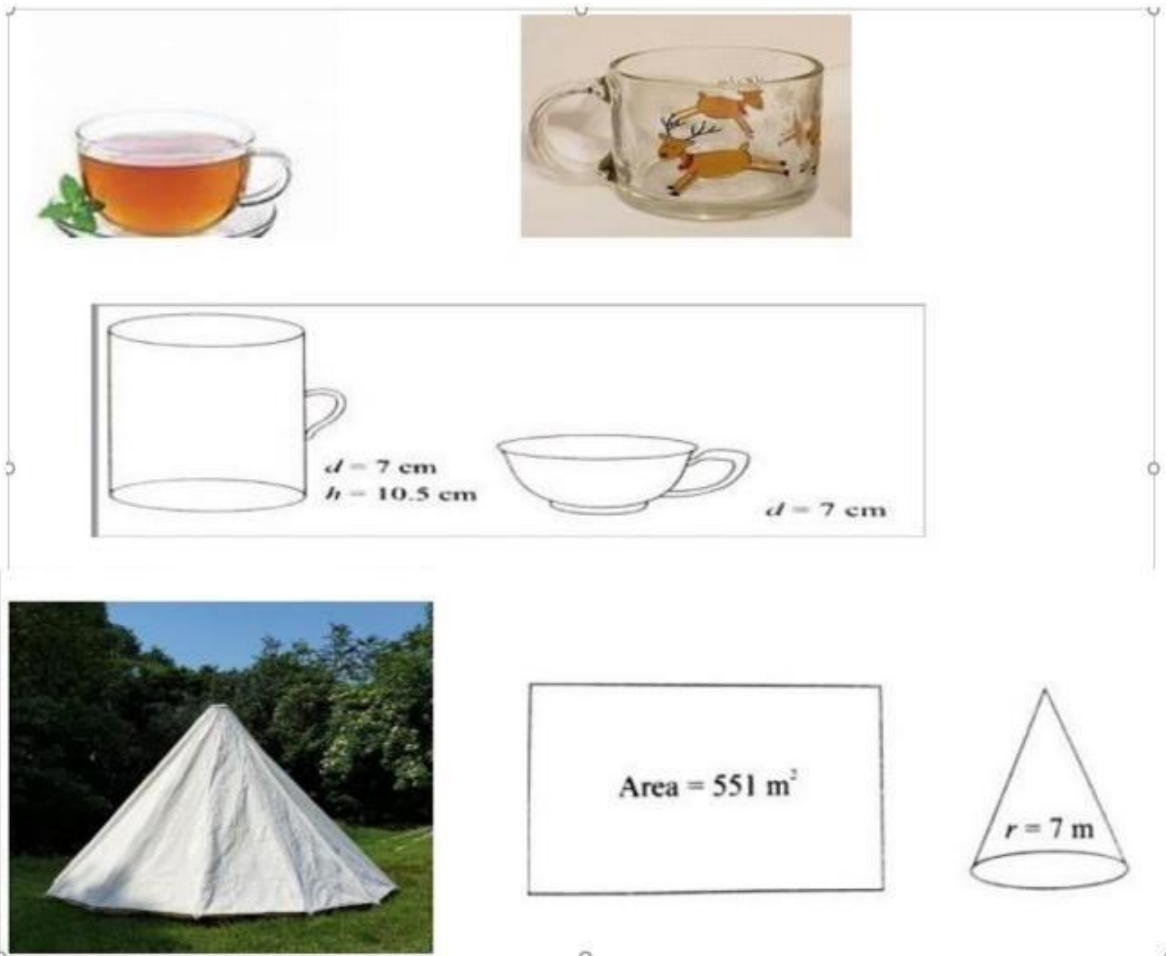 d = 7 cm
h = 10.5 cm
d = 7 cm
Area = 551 m²
r = 7 m